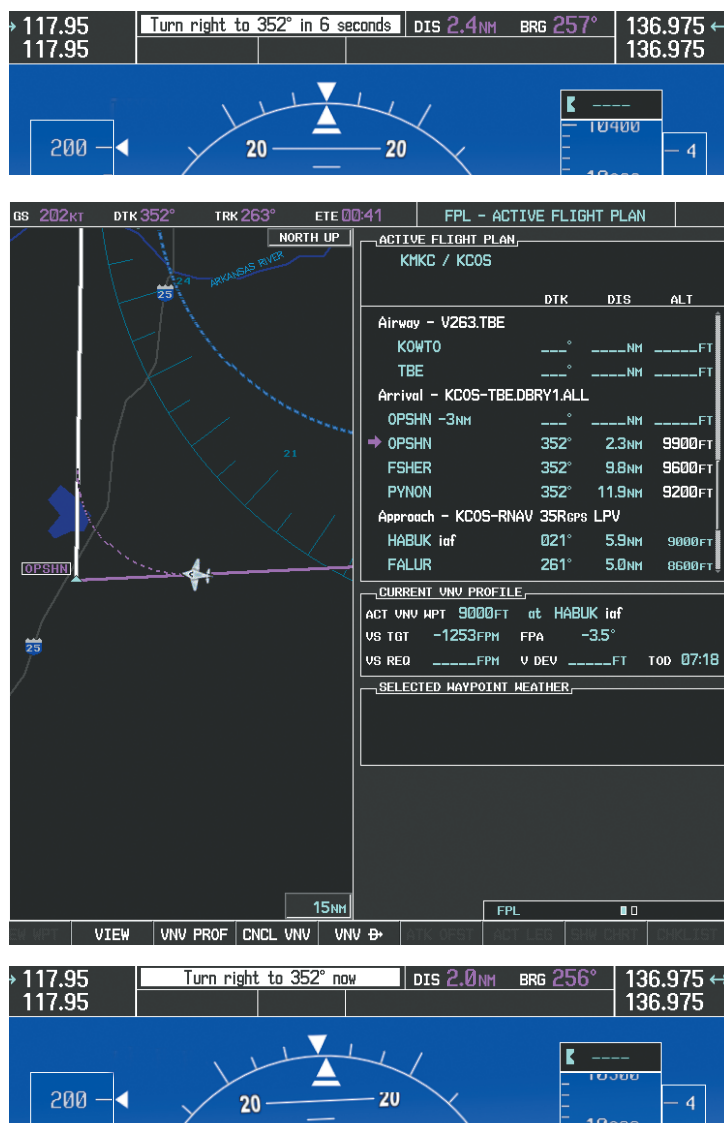 117.95 Turn right to 352° in 6 seconds DIS 2.4NM BRG 257° 136.975
117.95 136.975
----
200 20 20 10400 4
GS 202KT DTK 352° TRK 263° ETE 00:41 FPL - ACTIVE FLIGHT PLAN
NORTH UP
ARKANSAS RIVER
24
25
21
OPSHN
25
15NM
ACTIVE FLIGHT PLAN
KMKC / KCOS
DTK DIS ALT
Airway - V263.TBE
KOWTO ___° ____NM _____FT
TBE ___° ____NM _____FT
Arrival - KCOS-TBE.DBRY1.ALL
OPSHN -3NM ___° ____NM _____FT
OPSHN 352° 2.3NM 9900FT
FSHER 352° 9.8NM 9600FT
PYNON 352° 11.9NM 9200FT
Approach - KCOS-RNAV 35RGPS LPV
HABUK iaf 021° 5.9NM 9000FT
FALUR 261° 5.0NM 8600FT
CURRENT VNV PROFILE
ACT VNV WPT 9000FT at HABUK iaf
VS TGT -1253FPM FPA -3.5°
VS REQ _____FPM V DEV _____FT TOD 07:18
SELECTED WAYPOINT WEATHER
FPL
VIEW VNV PROF CNCL VNV VNV D ATK OFST ACT LEG SHW CHRT CHKLIST
117.95 Turn right to 352° now DIS 2.0NM BRG 256° 136.975
117.95 136.975
----
200 20 20 4